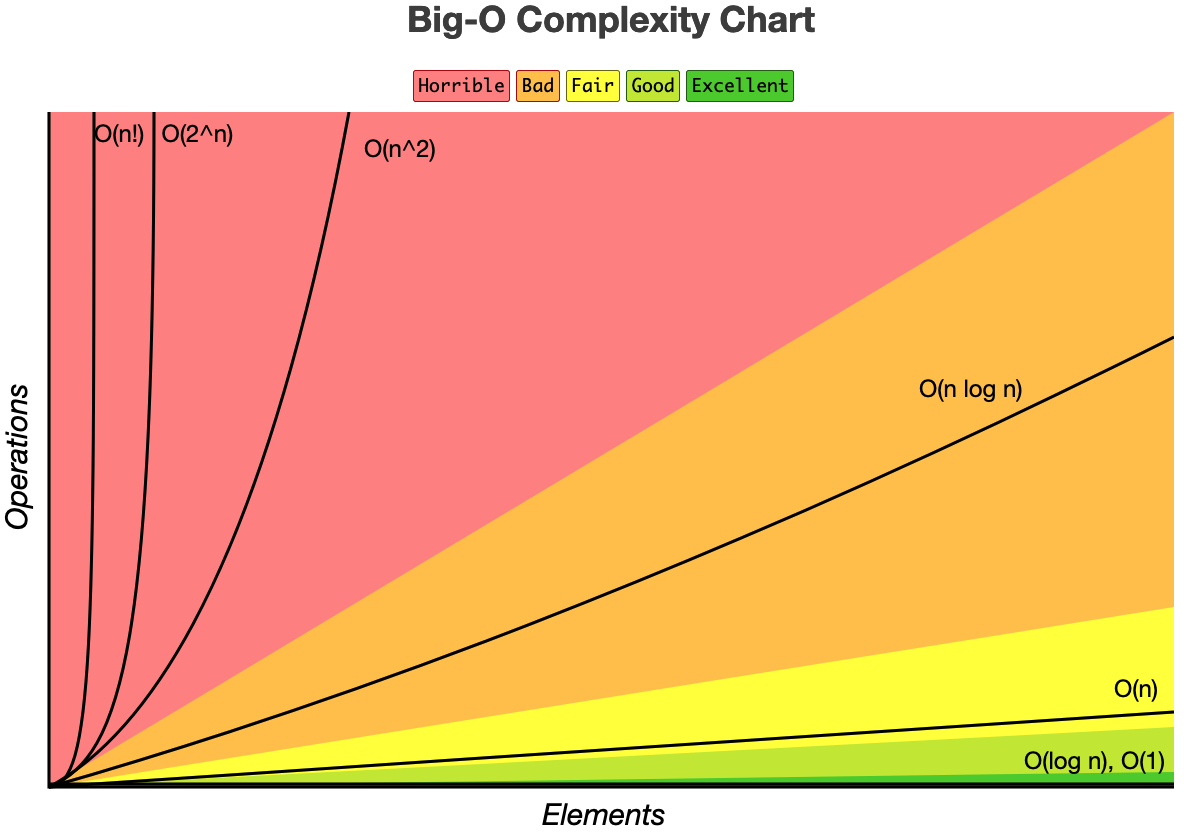 Big-O Complexity Chart
Horrible Bad Fair Good Excellent
O(n!) O(2^n)
O(n^2)
O(n log n)
Operations
O(n)
O(log n), O(1)
Elements